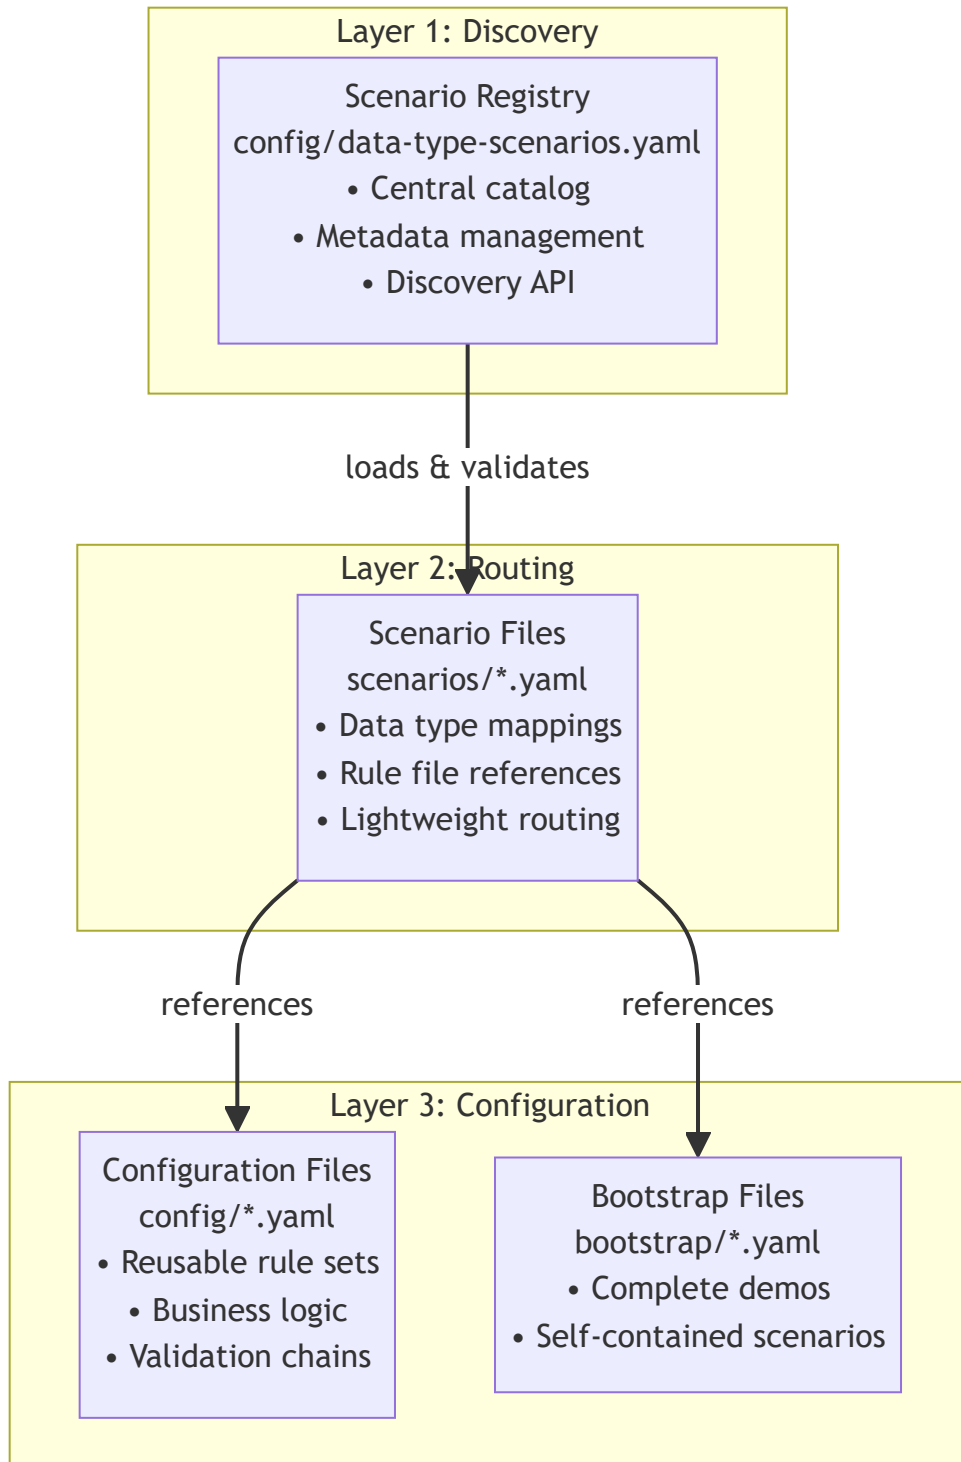 Layer 1: Discovery
Scenario Registry
config/data-type-scenarios.yaml
• Central catalog
• Metadata management
• Discovery API
loads & validates
Layer 2: Routing
Scenario Files
scenarios/*.yaml
• Data type mappings
• Rule file references
• Lightweight routing
references
references
Layer 3: Configuration
Configuration Files
config/*.yaml
• Reusable rule sets
• Business logic
• Validation chains
Bootstrap Files
bootstrap/*.yaml
• Complete demos
• Self-contained scenarios